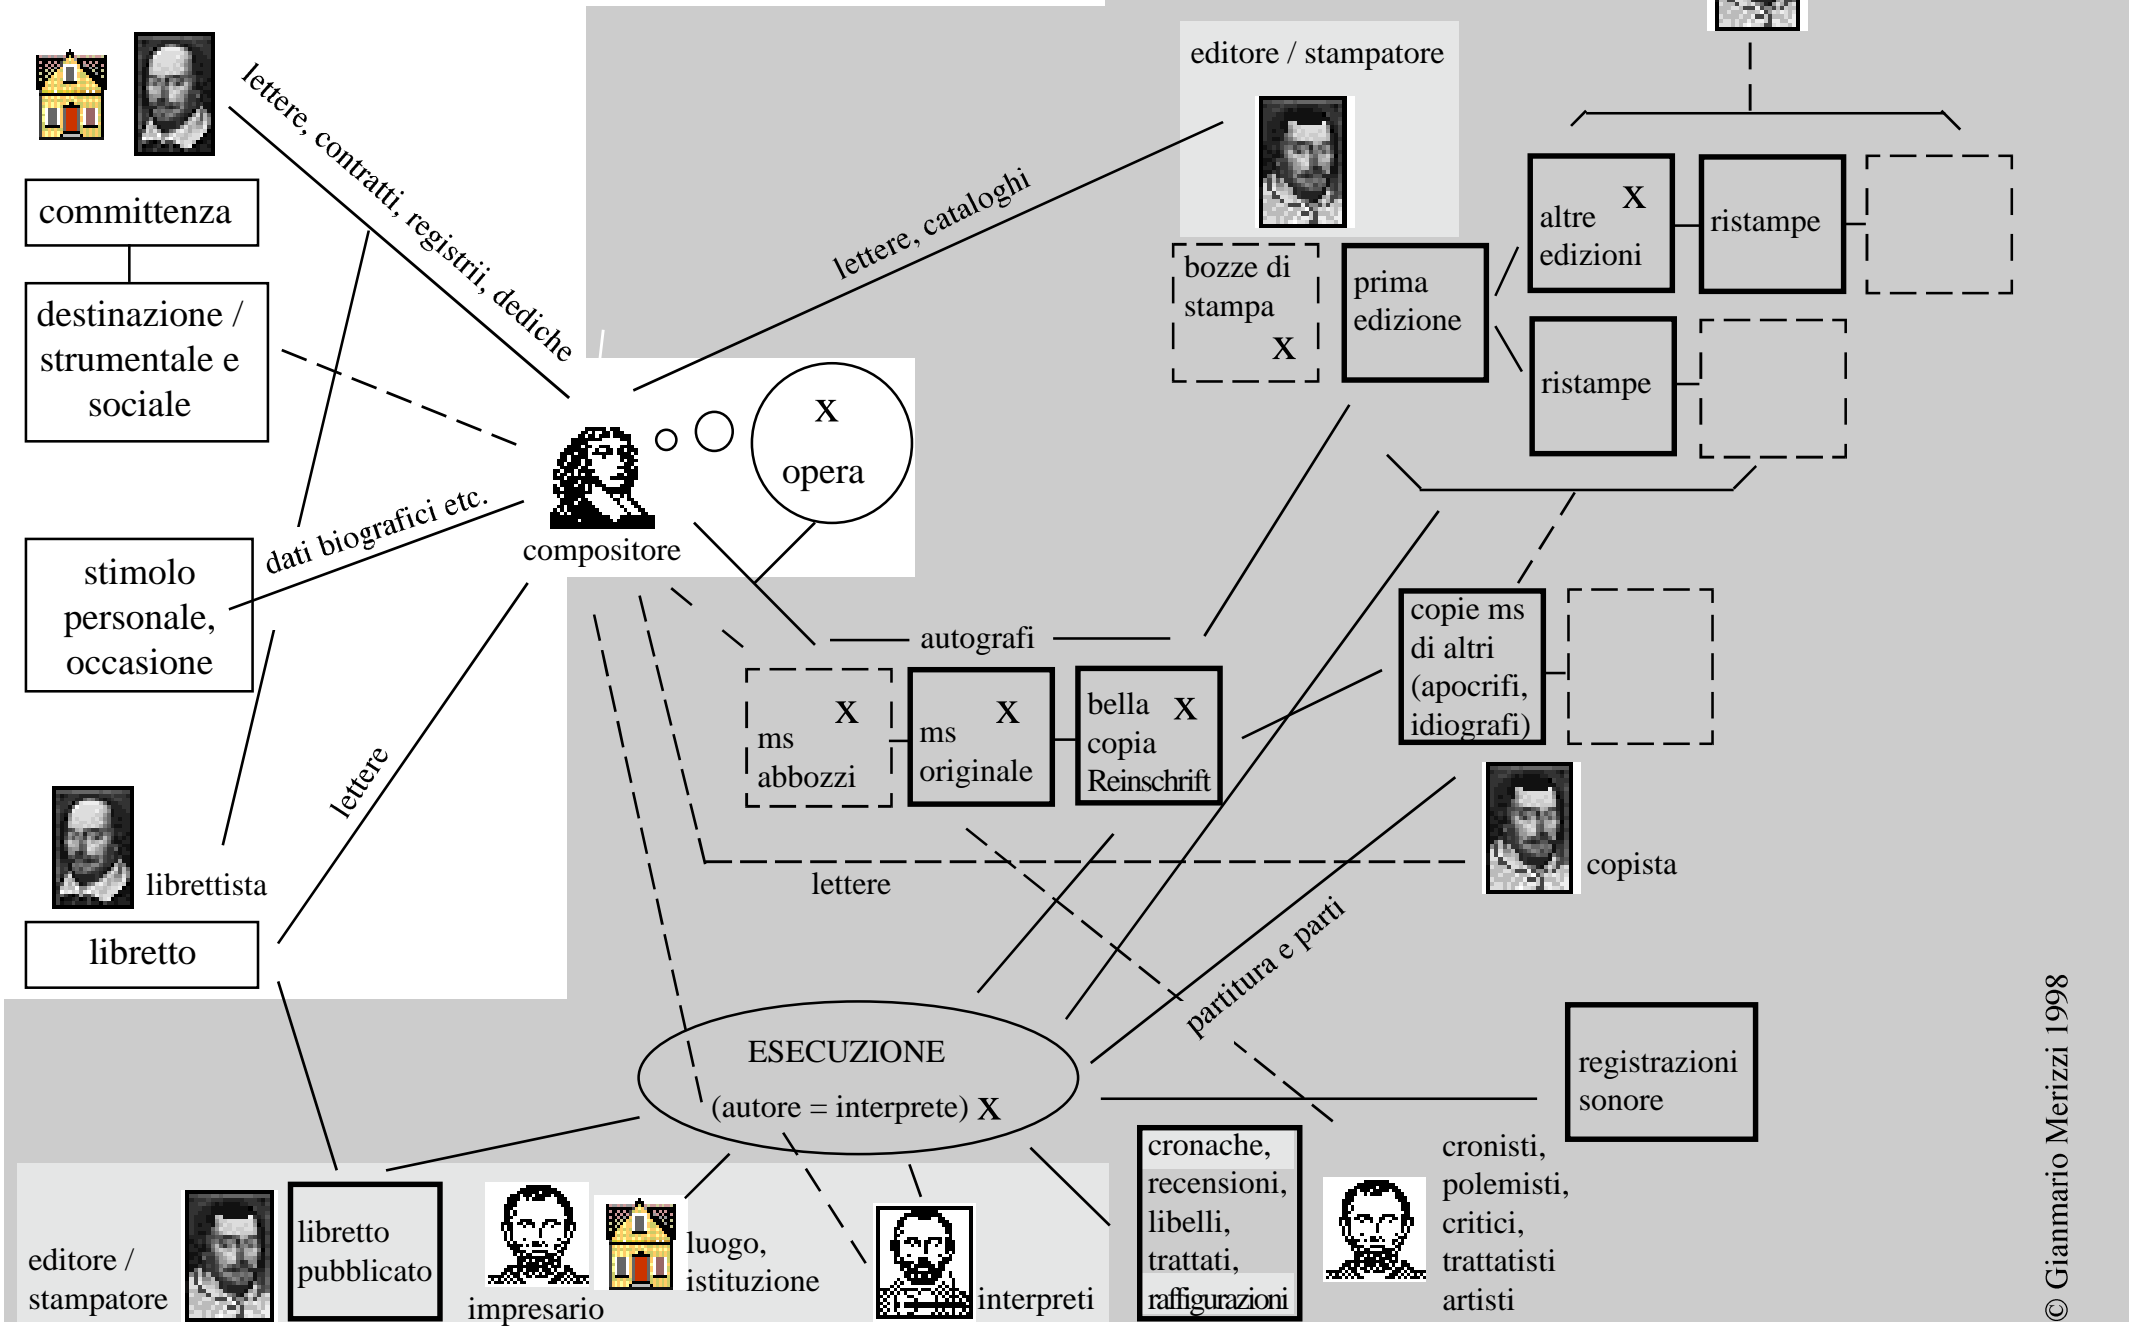 editore / stampatore
lettere, contratti, registrii, dediche
lettere, cataloghi
committenza
destinazione /
strumentale e
sociale
bozze di
stampa
X
prima
edizione
X
altre
edizioni
ristampe
ristampe
X
opera
compositore
dati biografici etc.
stimolo
personale,
occasione
autografi
X
ms
abbozzi
X
ms
originale
bella X
copia
Reinschrift
copie ms
di altri
(apocrifi,
idiografi)
lettere
librettista
libretto
lettere
copista
partitura e parti
ESECUZIONE
(autore = interprete) X
registrazioni
sonore
editore /
stampatore
libretto
pubblicato
impresario
luogo,
istituzione
interpreti
cronache,
recensioni,
libelli,
trattati,
raffigurazioni
cronisti,
polemisti,
critici,
trattatisti
artisti
© Gianmario Merizzi 1998